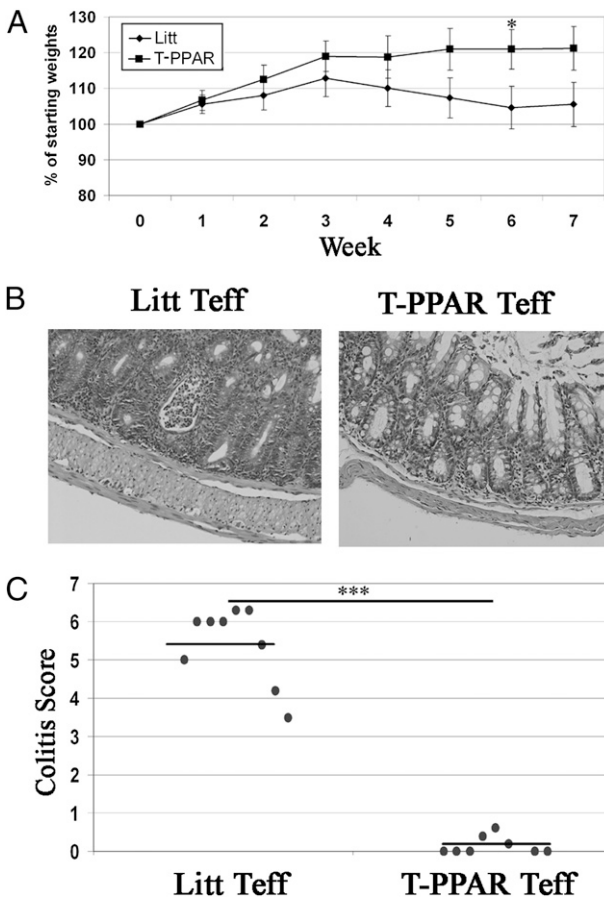 A
130
120
110
100
90
80
% of starting weights
Litt
T-PPAR
*
0 1 2 3 4 5 6 7
Week
B
Litt Teff T-PPAR Teff
C
7
6
5
4
3
2
1
0
Colitis Score
***
Litt Teff T-PPAR Teff